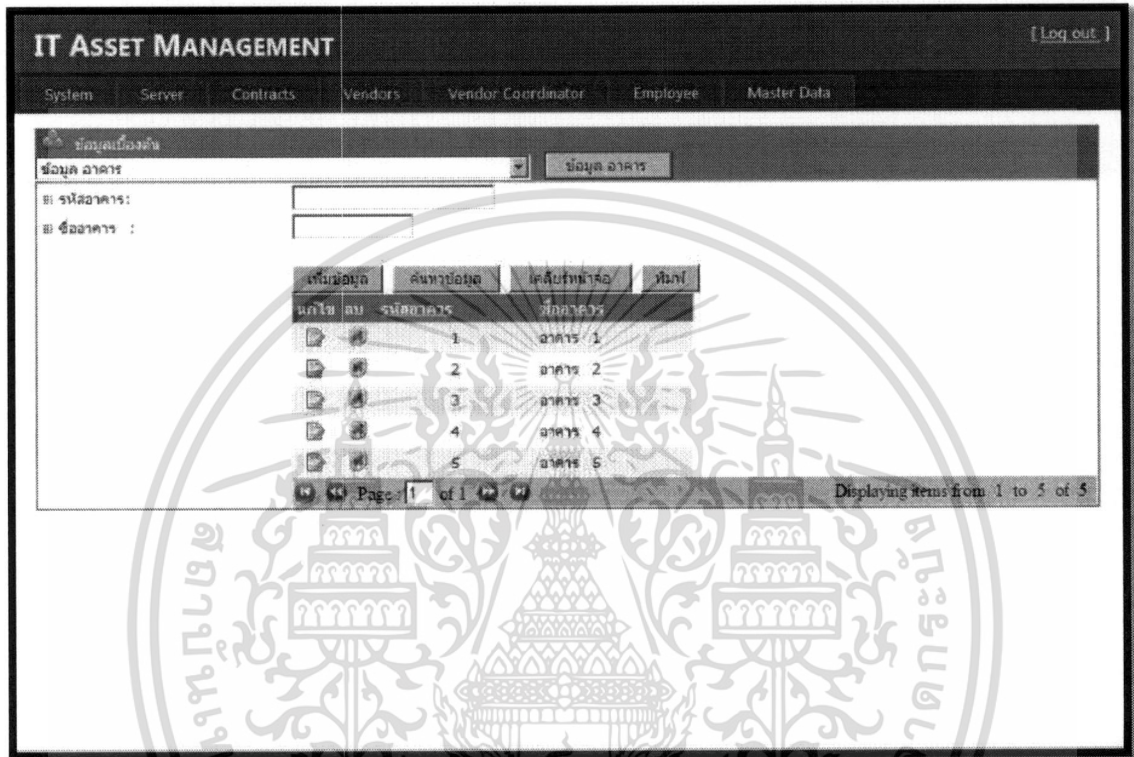 IT ASSET MANAGEMENT
[ Log out ]
System Server Contracts Vendors Vendor Coordinator Employee Master Data
ข้อมูลเบื้องต้น
ข้อมูล อาคาร ข้อมูล อาคาร
รหัสอาคาร:
ชื่ออาคาร :
เพิ่มข้อมูล ค้นหาข้อมูล เคลียร์หน้าจอ พิมพ์
แก้ไข ลบ รหัสอาคาร ชื่ออาคาร
1 อาคาร 1
2 อาคาร 2
3 อาคาร 3
4 อาคาร 4
5 อาคาร 5
Page : 1 of 1 Displaying items from 1 to 5 of 5